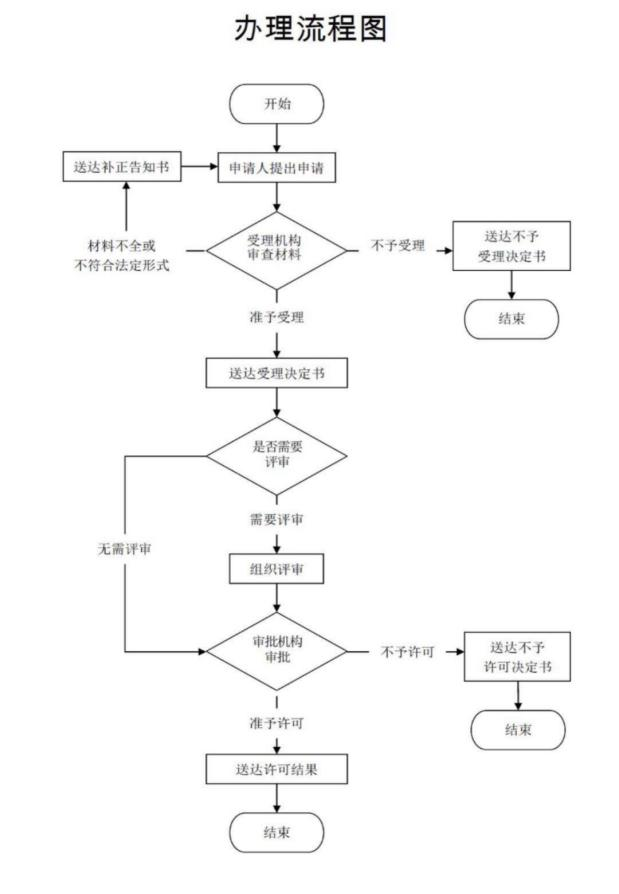 办理流程图
开始
送达补正告知书
申请人提出申请
材料不全或
不符合法定形式
受理机构
审查材料
不予受理
送达不予
受理决定书
结束
准予受理
送达受理决定书
是否需要
评审
需要评审
无需评审
组织评审
审批机构
审批
不予许可
送达不予
许可决定书
结束
准予许可
送达许可结果
结束